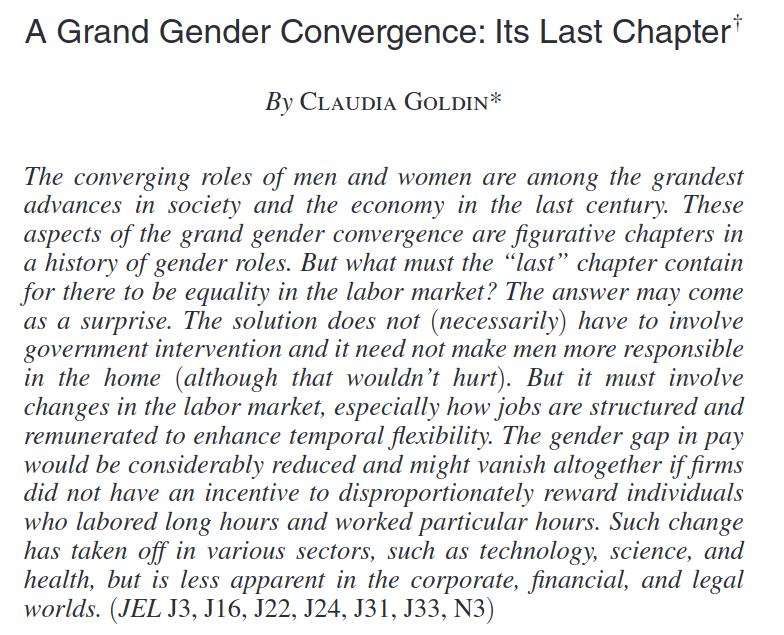 A Grand Gender Convergence: Its Last Chapter†
By Claudia Goldin*
The converging roles of men and women are among the grandest
advances in society and the economy in the last century. These
aspects of the grand gender convergence are figurative chapters in
a history of gender roles. But what must the “last” chapter contain
for there to be equality in the labor market? The answer may come
as a surprise. The solution does not (necessarily) have to involve
government intervention and it need not make men more responsible
in the home (although that wouldn’t hurt). But it must involve
changes in the labor market, especially how jobs are structured and
remunerated to enhance temporal flexibility. The gender gap in pay
would be considerably reduced and might vanish altogether if firms
did not have an incentive to disproportionately reward individuals
who labored long hours and worked particular hours. Such change
has taken off in various sectors, such as technology, science, and
health, but is less apparent in the corporate, financial, and legal
worlds. (JEL J3, J16, J22, J24, J31, J33, N3)